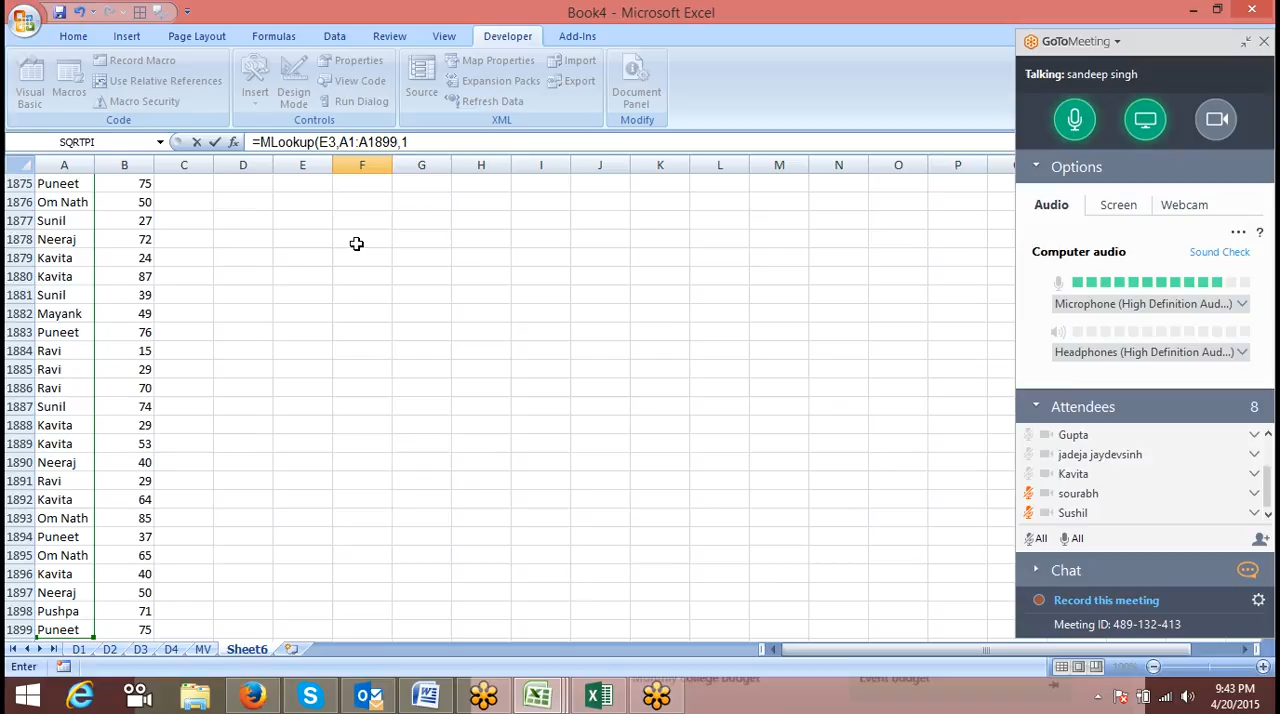 Book4 - Microsoft Excel
Home Insert Page Layout Formulas Data Review View Developer Add-Ins
Visual Basic
Macros
Record Macro
Use Relative References
Macro Security
Code
Insert
Design Mode
Properties
View Code
Run Dialog
Controls
Source
Map Properties
Expansion Packs
Refresh Data
Import
Export
XML
Document Panel
Modify
SQRTPI
fx
=MLookup(E3,A1:A1899,1
A B C D E F G H I J K L M N O P
1875 Puneet 75
1876 Om Nath 50
1877 Sunil 27
1878 Neeraj 72
1879 Kavita 24
1880 Kavita 87
1881 Sunil 39
1882 Mayank 49
1883 Puneet 76
1884 Ravi 15
1885 Ravi 29
1886 Ravi 70
1887 Sunil 74
1888 Kavita 29
1889 Kavita 53
1890 Neeraj 40
1891 Ravi 29
1892 Kavita 64
1893 Om Nath 85
1894 Puneet 37
1895 Om Nath 65
1896 Kavita 40
1897 Neeraj 50
1898 Pushpa 71
1899 Puneet 75
D1 D2 D3 D4 MV Sheet6
Enter
100%
Monthly college budget
Event budget
GoToMeeting
Talking: sandeep singh
Options
Audio Screen Webcam
... ?
Computer audio
Sound Check
Microphone (High Definition Aud...)
Headphones (High Definition Aud...)
Attendees 8
Gupta
jadeja jaydevsinh
Kavita
sourabh
Sushil
All All
Chat
Record this meeting
Meeting ID: 489-132-413
9:43 PM
4/20/2015